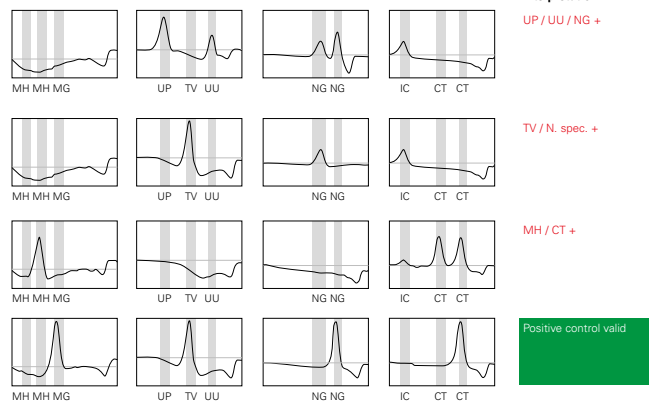 UP / UU / NG +
MH MH MG UP TV UU NG NG IC CT CT
TV / N. spec. +
MH MH MG UP TV UU NG NG IC CT CT
MH / CT +
MH MH MG UP TV UU NG NG IC CT CT
Positive control valid
MH MH MG UP TV UU NG NG IC CT CT